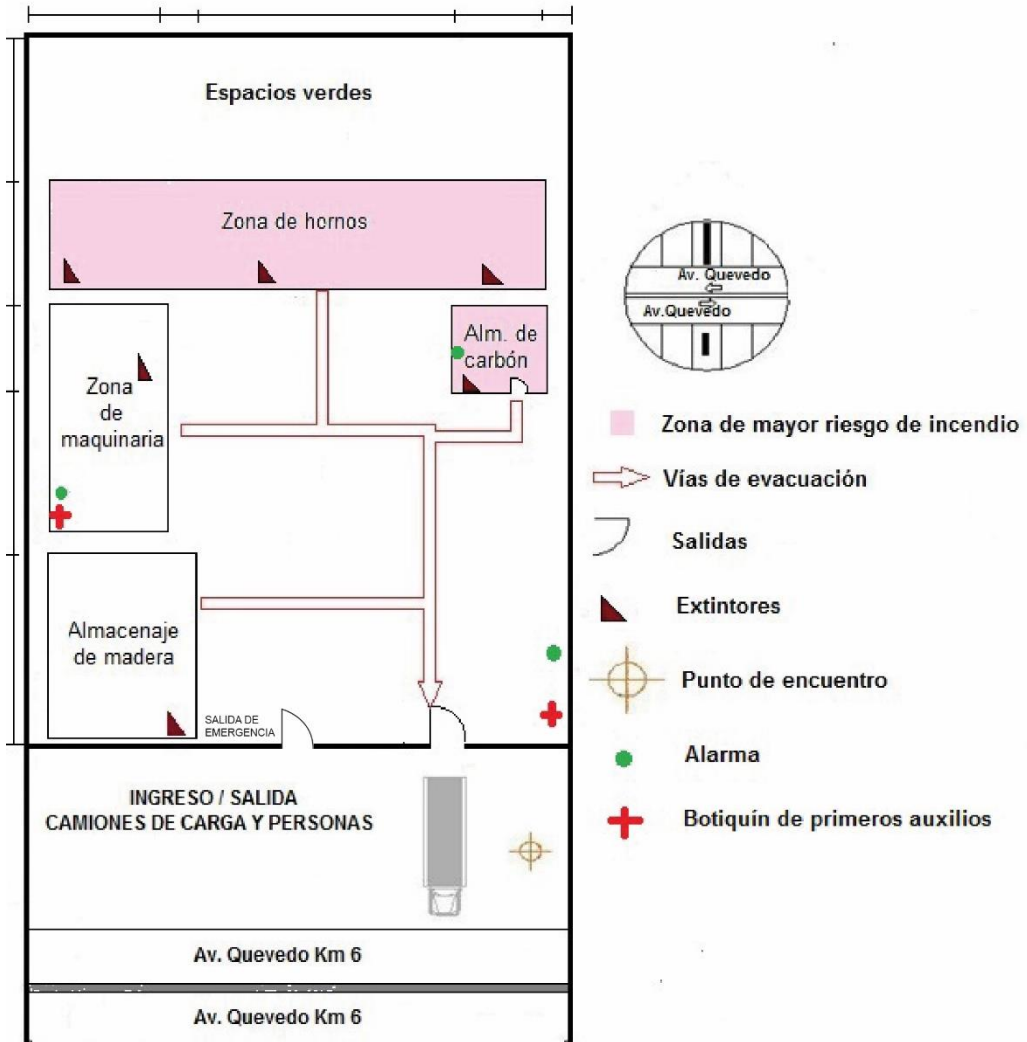 Espacios verdes
Zona de hornos
Alm. de
carbón
Zona
de
maquinaria
Almacenaje
de madera
SALIDA DE
EMERGENCIA
INGRESO / SALIDA
CAMIONES DE CARGA Y PERSONAS
Av. Quevedo Km 6
Av. Quevedo Km 6
Av. Quevedo
Av.Quevedo
Zona de mayor riesgo de incendio
Vías de evacuación
Salidas
Extintores
Punto de encuentro
Alarma
Botiquín de primeros auxilios